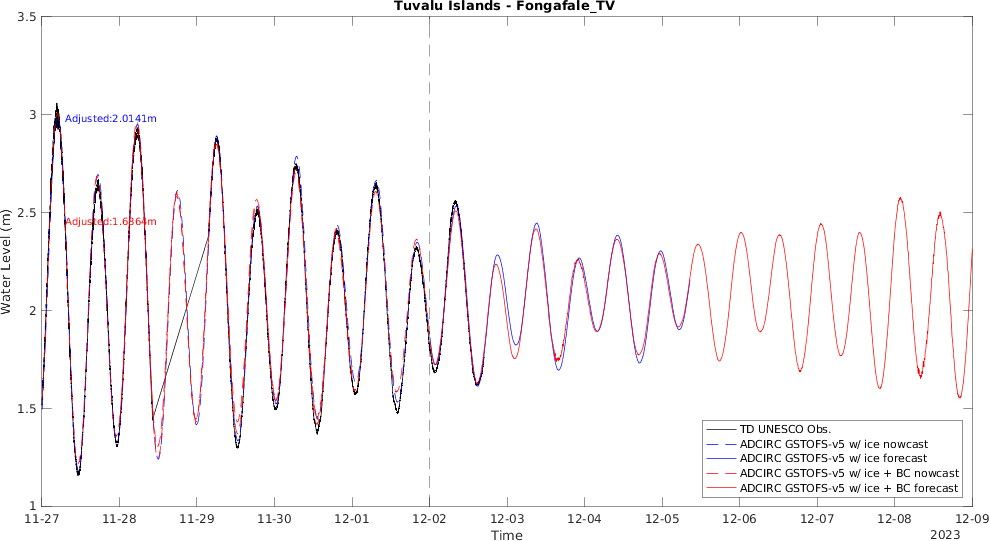 Tuvalu Islands - Fongafale_TV
3.5
3
2.5
2
1.5
1
Water Level (m)
Adjusted:2.0141m
Adjusted:1.6364m
TD UNESCO Obs.
ADCIRC GSTOFS-v5 w/ ice nowcast
ADCIRC GSTOFS-v5 w/ ice forecast
ADCIRC GSTOFS-v5 w/ ice + BC nowcast
ADCIRC GSTOFS-v5 w/ ice + BC forecast
11-27 11-28 11-29 11-30 12-01 12-02 12-03 12-04 12-05 12-06 12-07 12-08 12-09
Time
2023